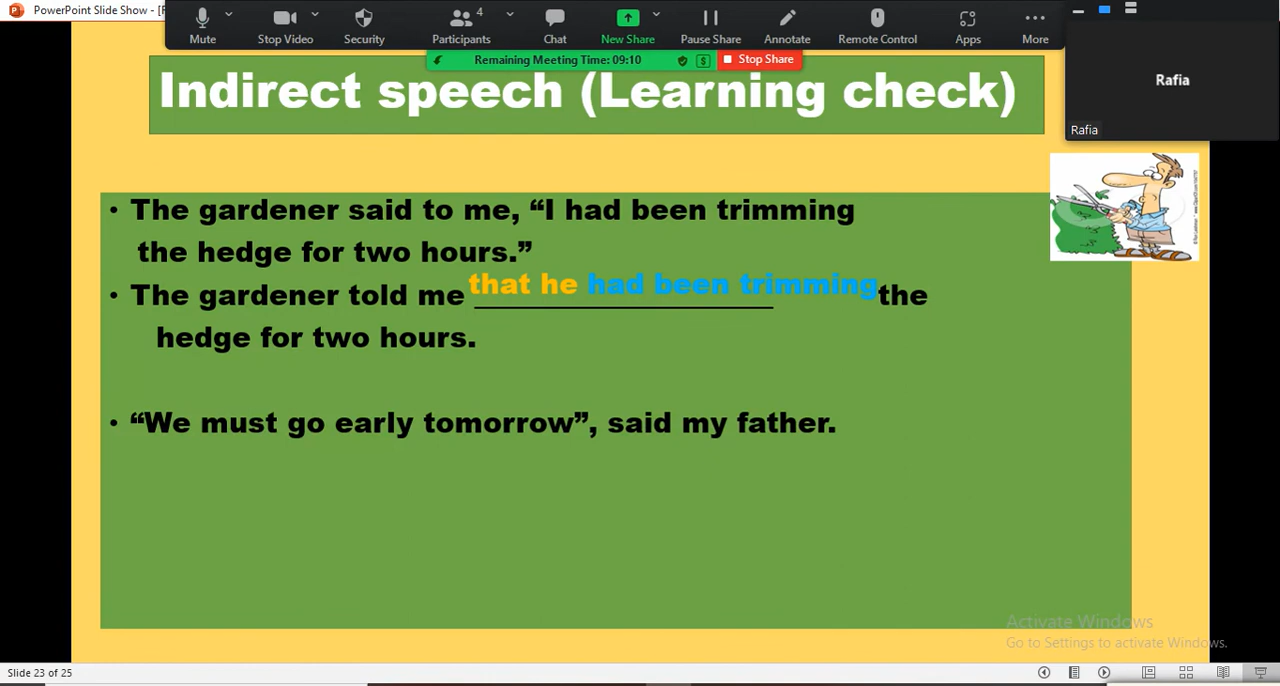 PowerPoint Slide Show - [F
4
Mute
Stop Video
Security
Participants
Chat
New Share
Pause Share
Annotate
Remote Control
Apps
More
Remaining Meeting Time: 09:10
Stop Share
Rafia
Rafia
Indirect speech (Learning check)
• The gardener said to me, “I had been trimming
the hedge for two hours.”
• The gardener told me that he had been trimming the
hedge for two hours.
• “We must go early tomorrow”, said my father.
Activate Windows
Go to Settings to activate Windows.
Slide 23 of 25